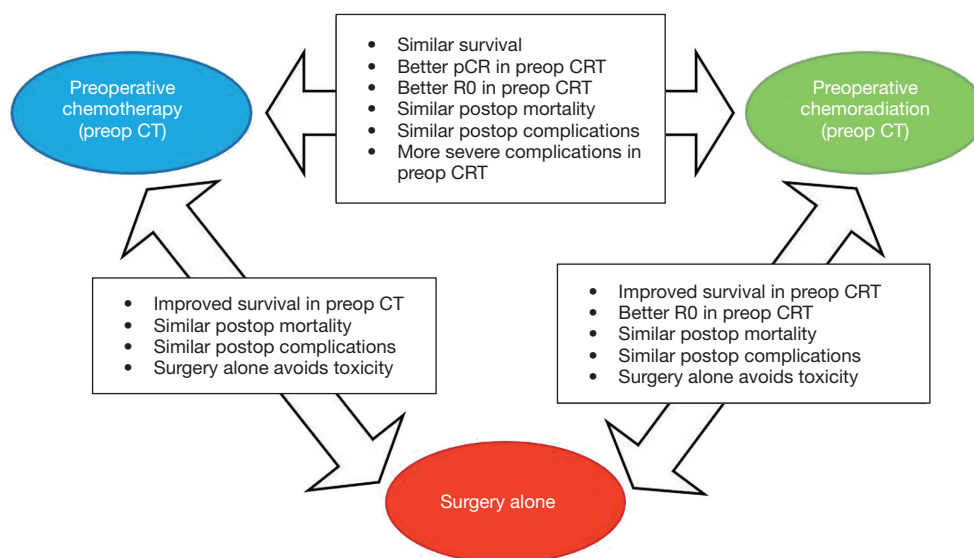 Preoperative
chemotherapy
(preop CT)
• Similar survival
• Better pCR in preop CRT
• Better R0 in preop CRT
• Similar postop mortality
• Similar postop complications
• More severe complications in
preop CRT
Preoperative
chemoradiation
(preop CT)
• Improved survival in preop CT
• Similar postop mortality
• Similar postop complications
• Surgery alone avoids toxicity
• Improved survival in preop CRT
• Better R0 in preop CRT
• Similar postop mortality
• Similar postop complications
• Surgery alone avoids toxicity
Surgery alone